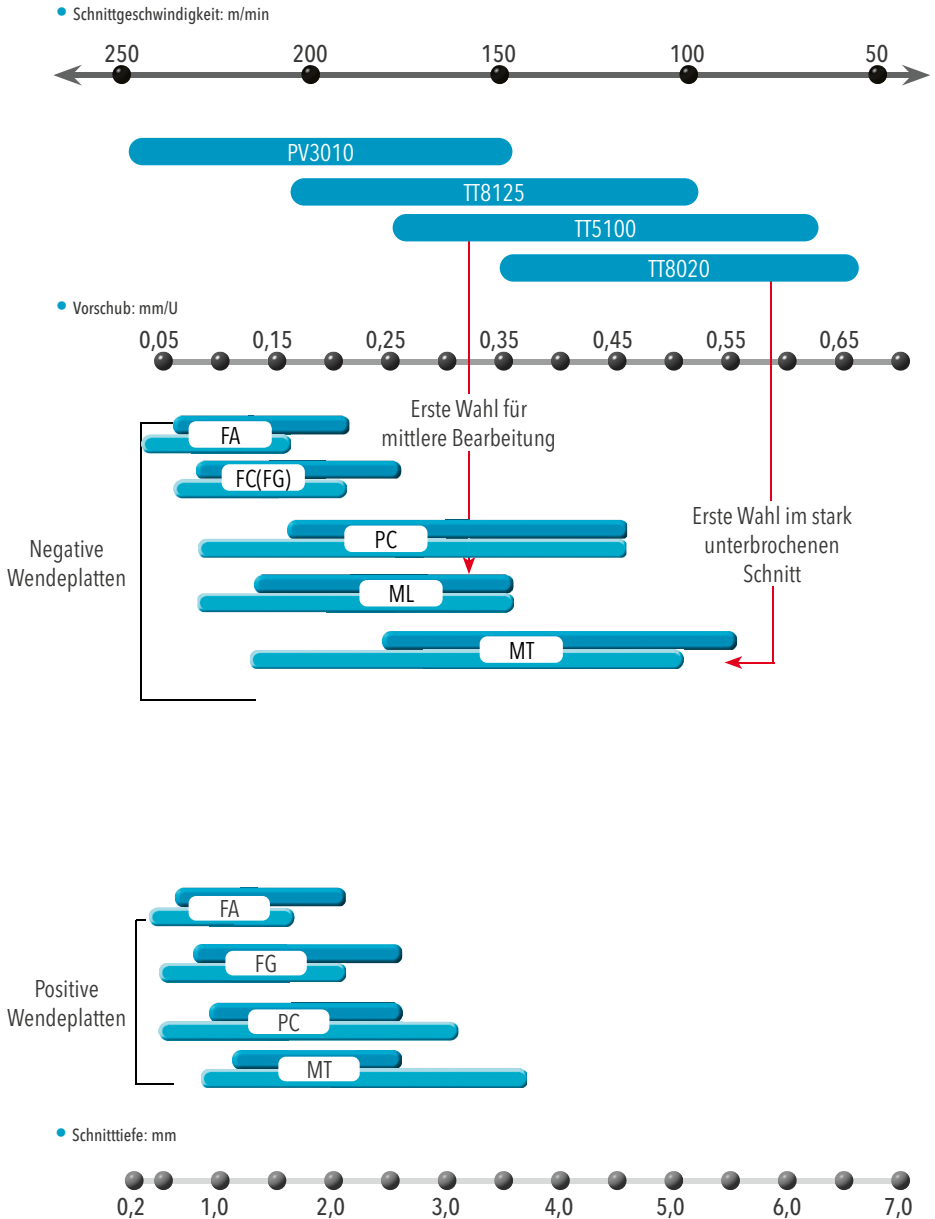 • Schnittgeschwindigkeit: m/min
250 200 150 100 50
PV3010
TT8125
TT5100
TT8020
• Vorschub: mm/U
0,05 0,15 0,25 0,35 0,45 0,55 0,65
Erste Wahl für
mittlere Bearbeitung
FA
FC(FG)
PC
ML
MT
Negative
Wendeplatten
Erste Wahl im stark
unterbrochenen
Schnitt
FA
FG
PC
MT
Positive
Wendeplatten
• Schnitttiefe: mm
0,2 1,0 2,0 3,0 4,0 5,0 6,0 7,0